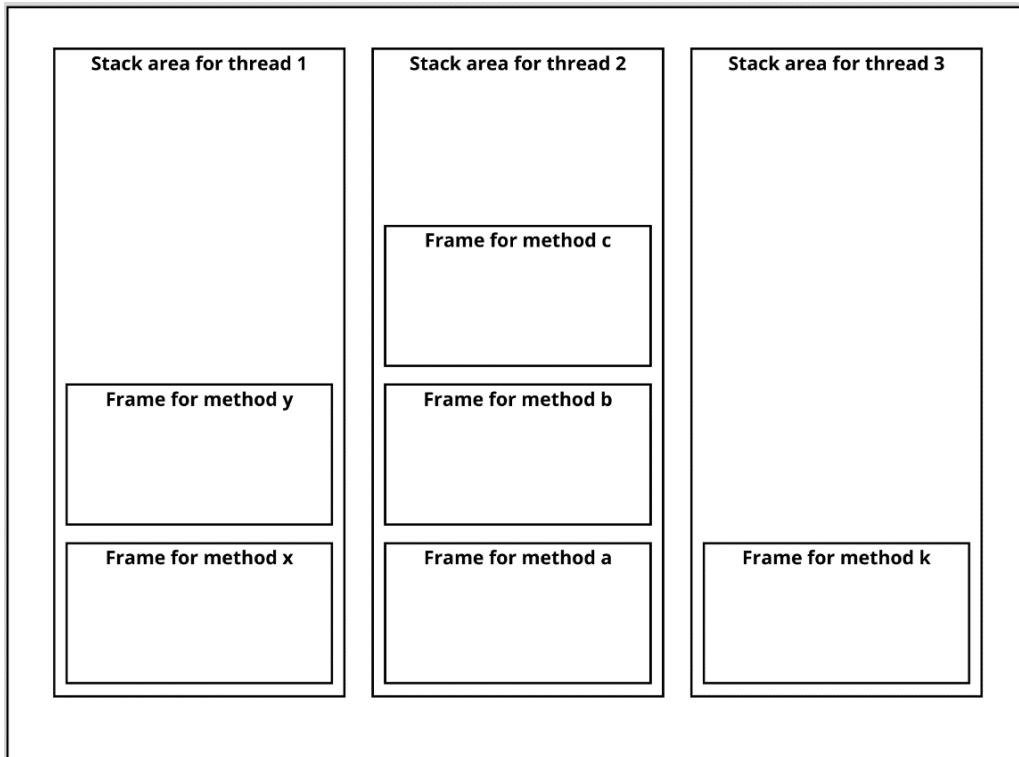 Stack area for thread 1
Stack area for thread 2
Stack area for thread 3
Frame for method c
Frame for method y
Frame for method b
Frame for method x
Frame for method a
Frame for method k